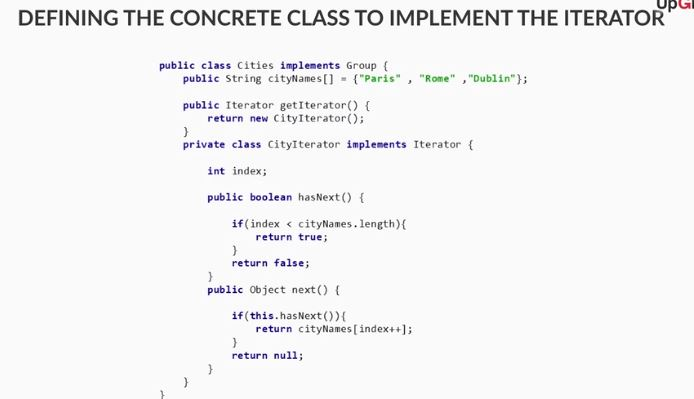 UpG
DEFINING THE CONCRETE CLASS TO IMPLEMENT THE ITERATOR
public class Cities implements Group {
public String cityNames[] = {"Paris" , "Rome" ,"Dublin"};
public Iterator getIterator() {
return new CityIterator();
}
private class CityIterator implements Iterator {
int index;
public boolean hasNext() {
if(index < cityNames.length){
return true;
}
return false;
}
public Object next() {
if(this.hasNext()){
return cityNames[index++];
}
return null;
}
}
}